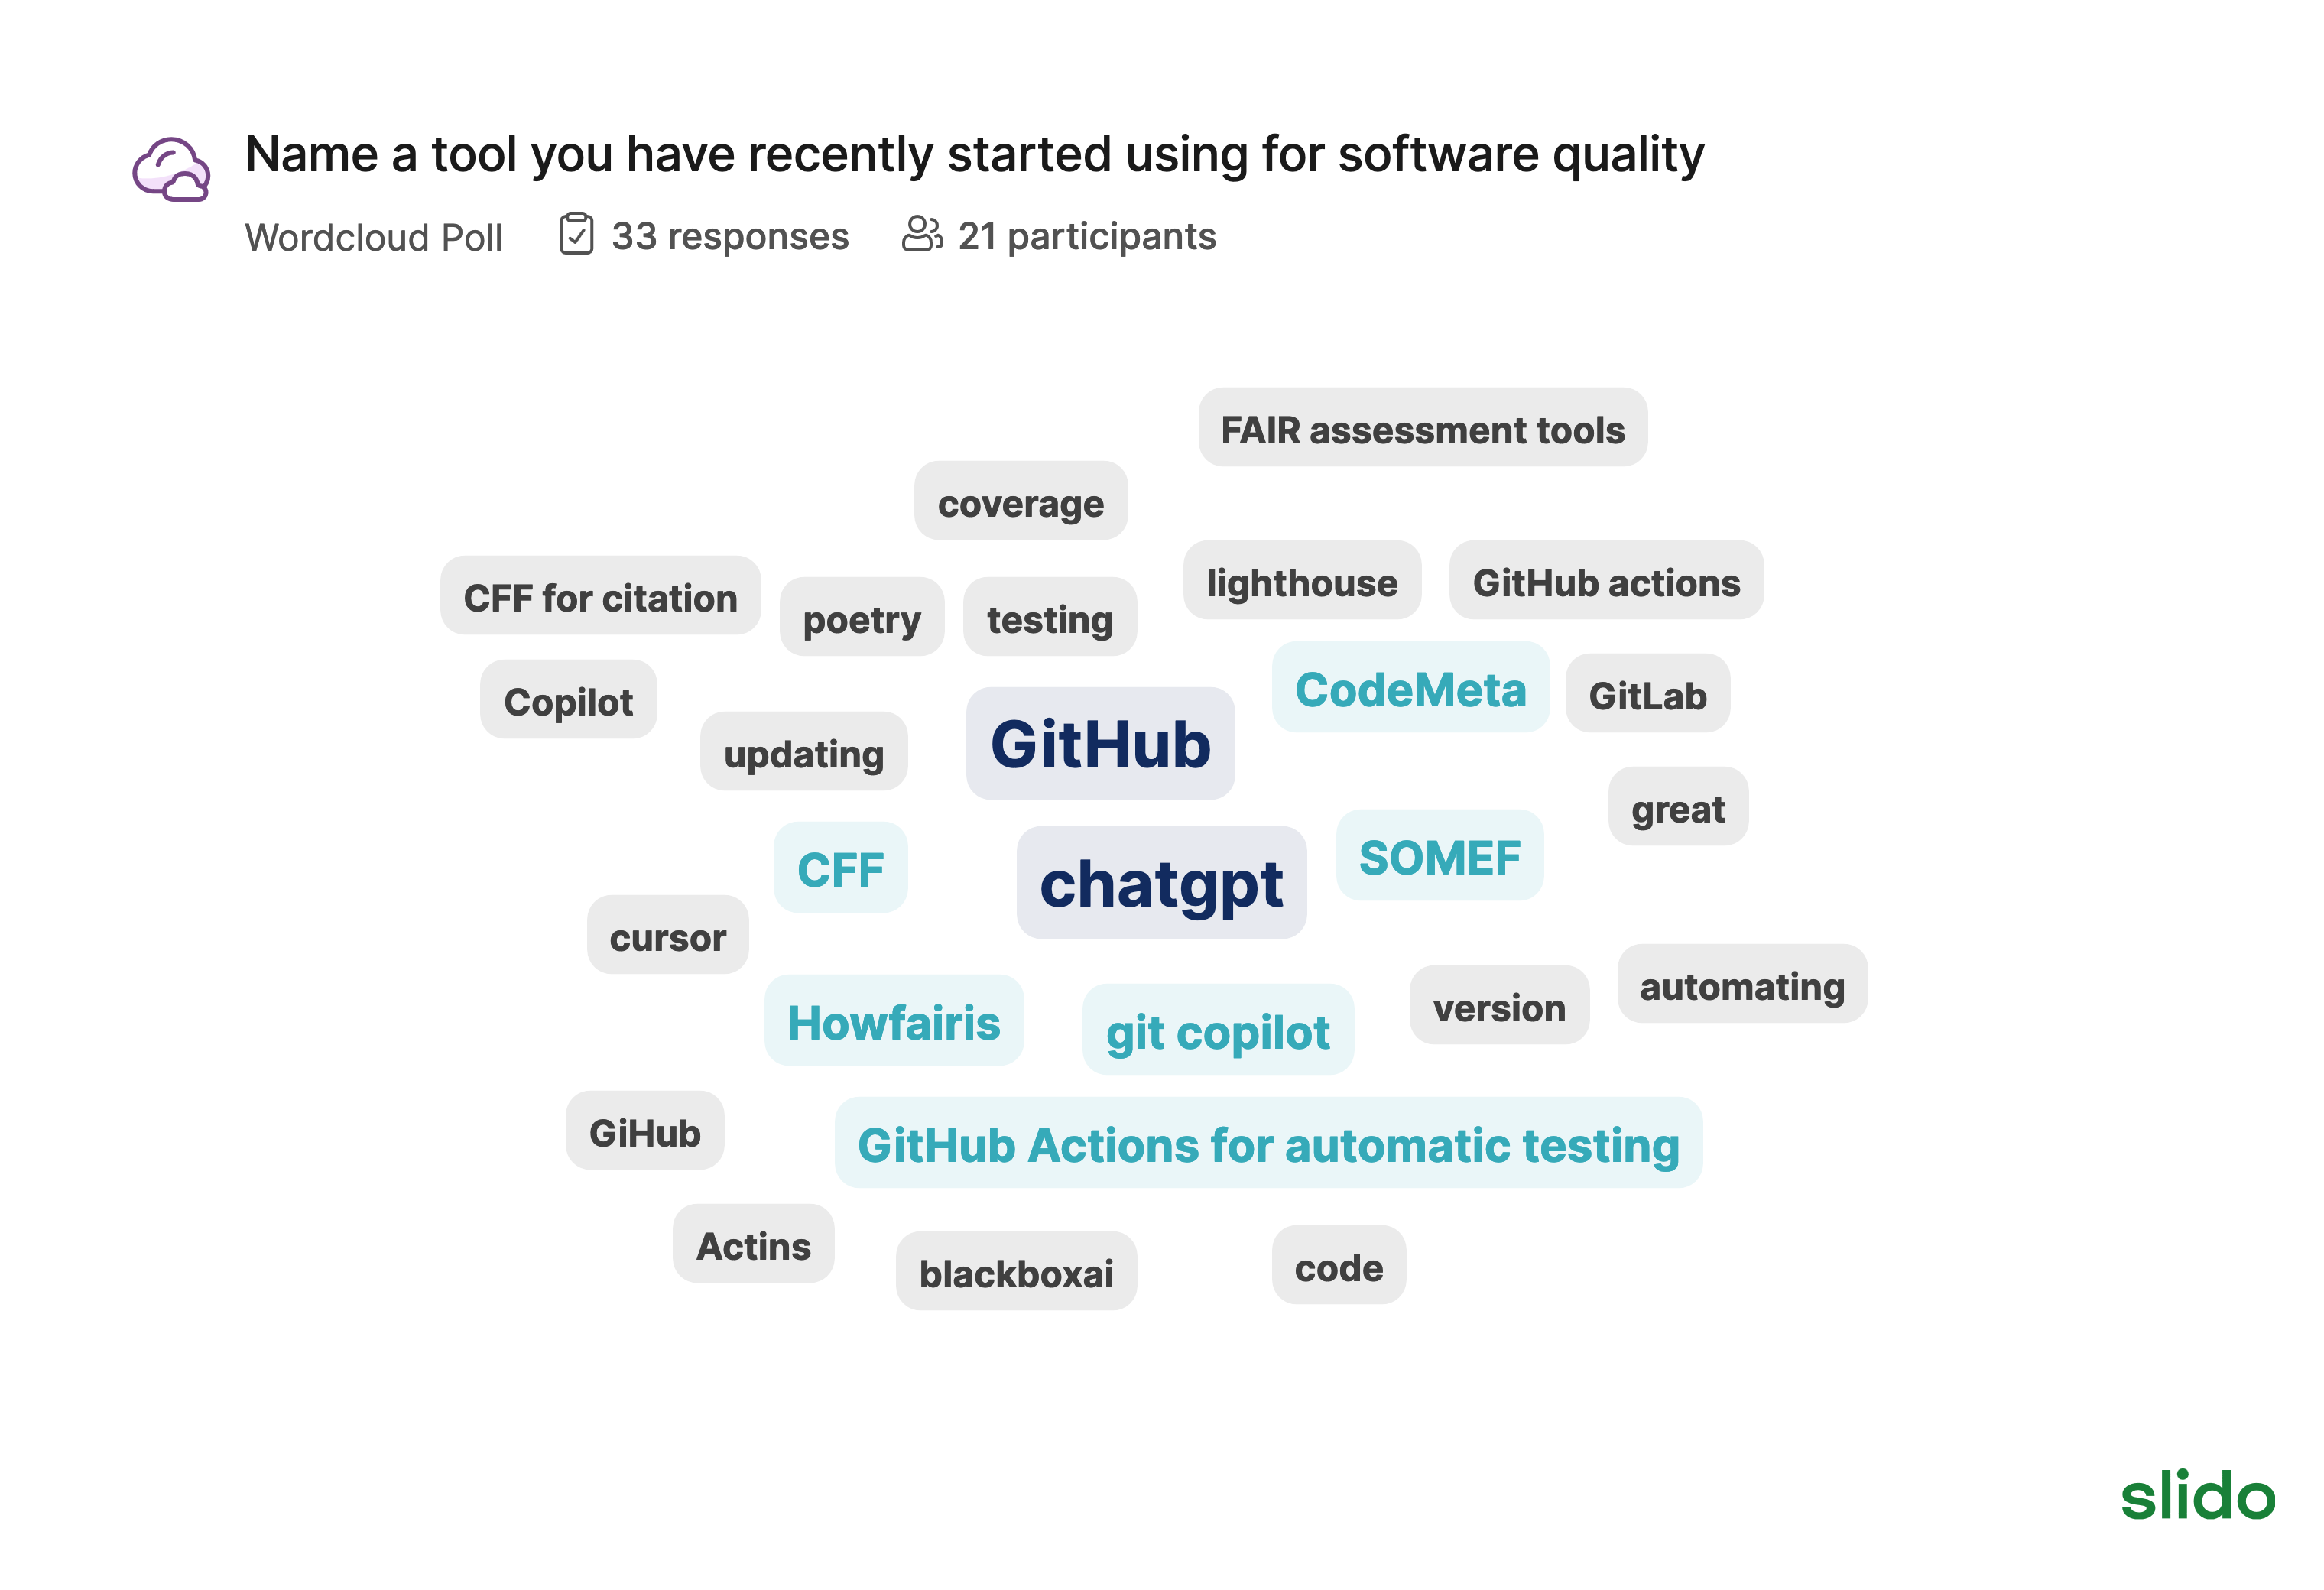 Name a tool you have recently started using for software quality
Wordcloud Poll 33 responses 21 participants
FAIR assessment tools
coverage
CFF for citation poetry testing lighthouse GitHub actions
Copilot updating GitHub CodeMeta GitLab
great
CFF chatgpt SOMEF
cursor
Howfairis git copilot version automating
GiHub GitHub Actions for automatic testing
Actins blackboxai code
slido